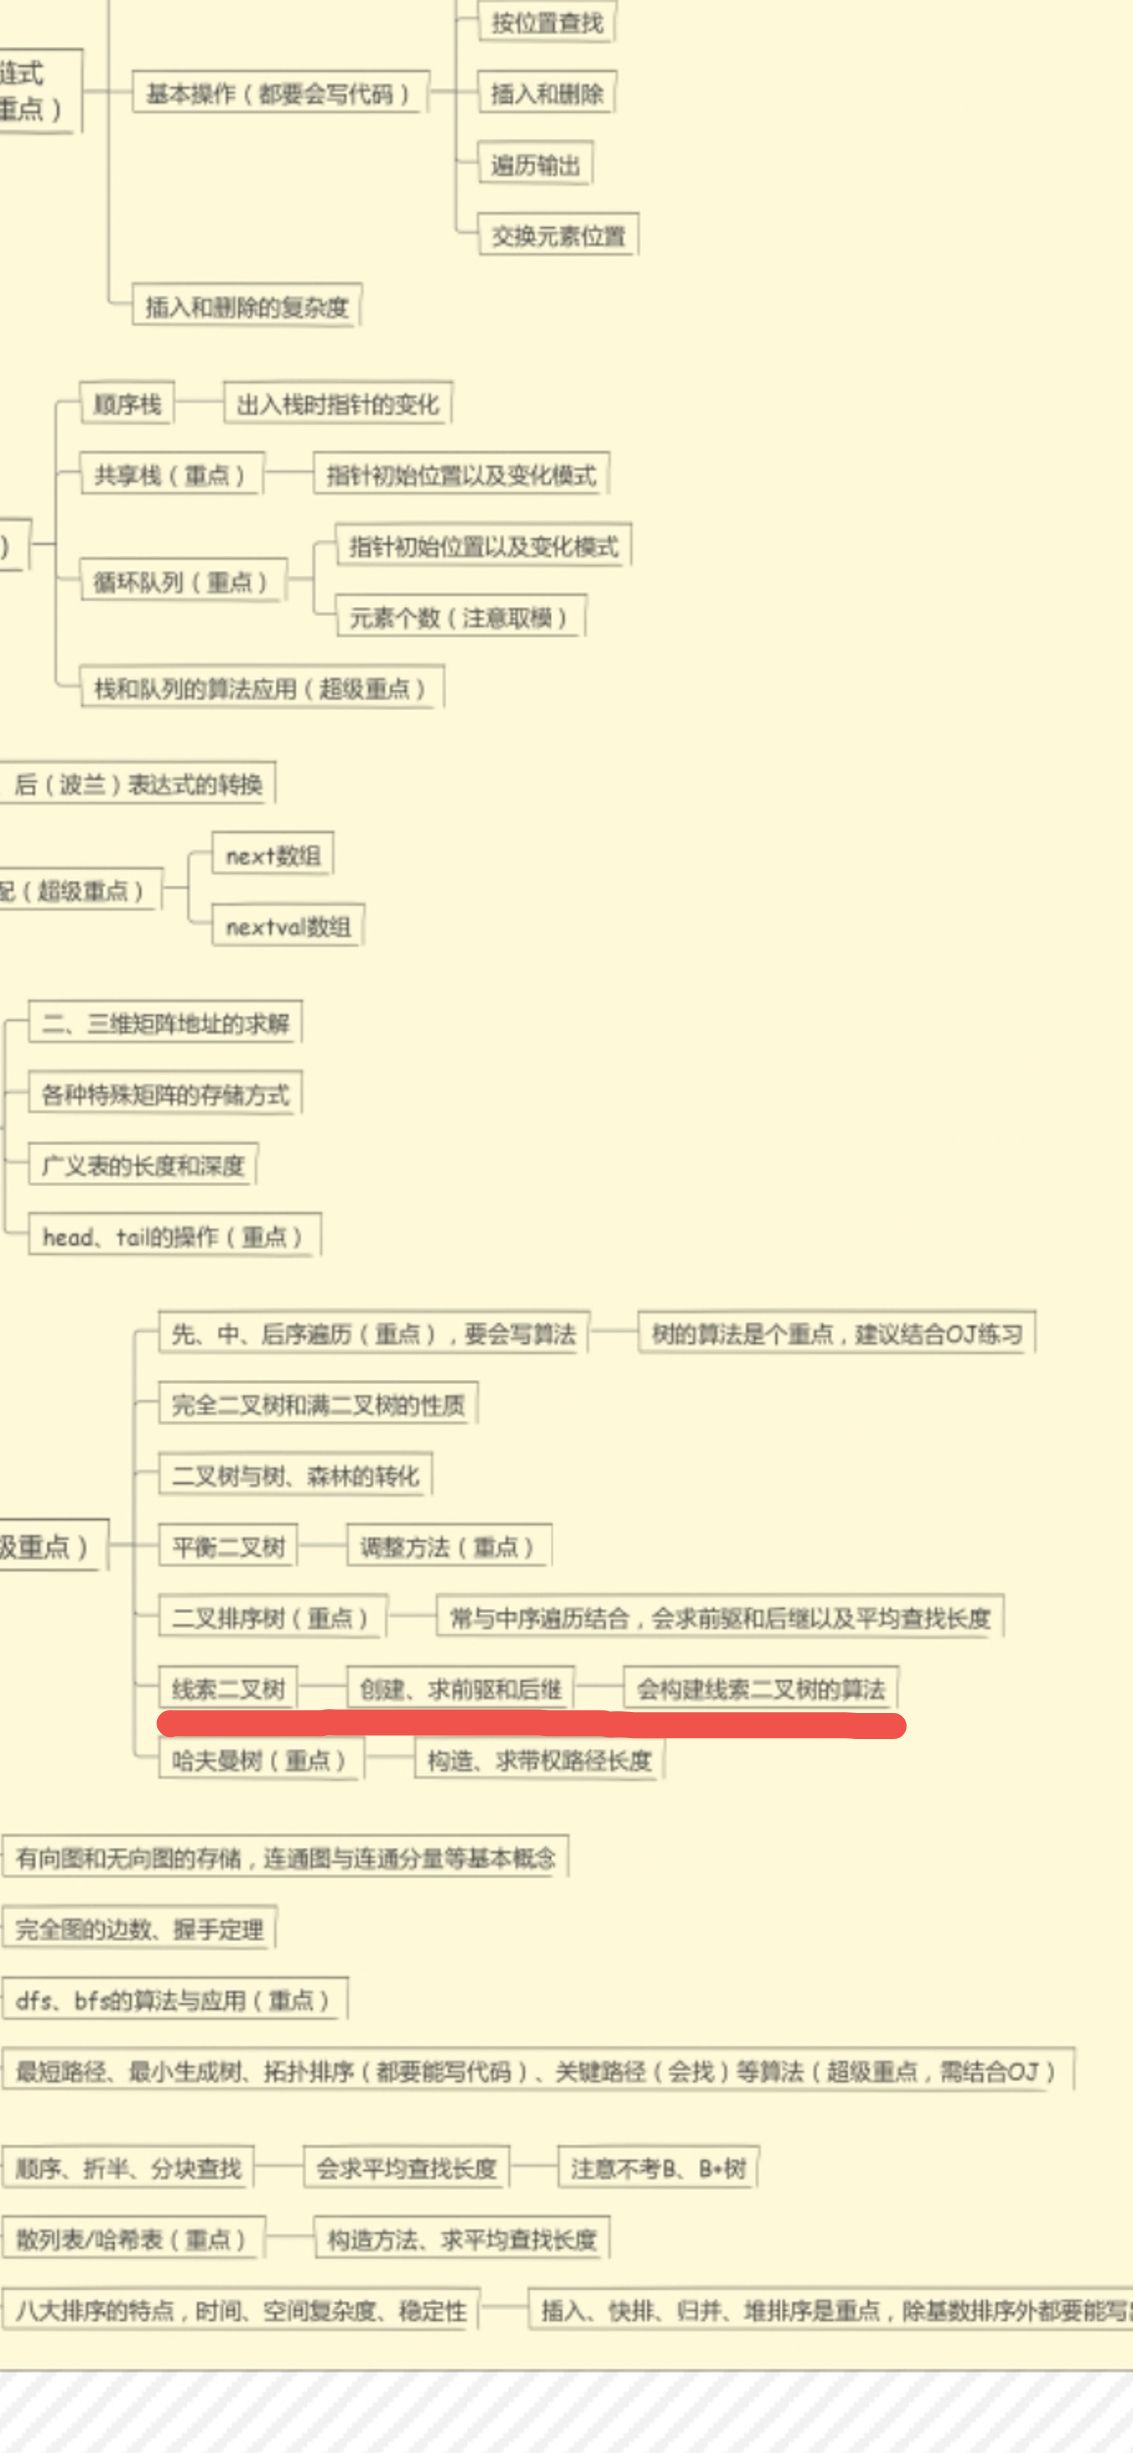 按位置查找
链式
重点）
基本操作（都要会写代码）
插入和删除
遍历输出
交换元素位置
插入和删除的复杂度
顺序栈
出入栈时指针的变化
共享栈（重点）
指针初始位置以及变化模式
）
循环队列（重点）
指针初始位置以及变化模式
元素个数（注意取模）
栈和队列的算法应用（超级重点）
、后（波兰）表达式的转换
配（超级重点）
next数组
nextval数组
二、三维矩阵地址的求解
各种特殊矩阵的存储方式
广义表的长度和深度
head、tail的操作（重点）
级重点）
先、中、后序遍历（重点），要会写算法
树的算法是个重点，建议结合OJ练习
完全二叉树和满二叉树的性质
二叉树与树、森林的转化
平衡二叉树
调整方法（重点）
二叉排序树（重点）
常与中序遍历结合，会求前驱和后继以及平均查找长度
线索二叉树
创建、求前驱和后继
会构建线索二叉树的算法
哈夫曼树（重点）
构造、求带权路径长度
有向图和无向图的存储，连通图与连通分量等基本概念
完全图的边数、握手定理
dfs、bfs的算法与应用（重点）
最短路径、最小生成树、拓扑排序（都要能写代码）、关键路径（会找）等算法（超级重点，需结合OJ）
顺序、折半、分块查找
会求平均查找长度
注意不考B、B+树
散列表/哈希表（重点）
构造方法、求平均查找长度
八大排序的特点，时间、空间复杂度、稳定性
插入、快排、归并、堆排序是重点，除基数排序外都要能写